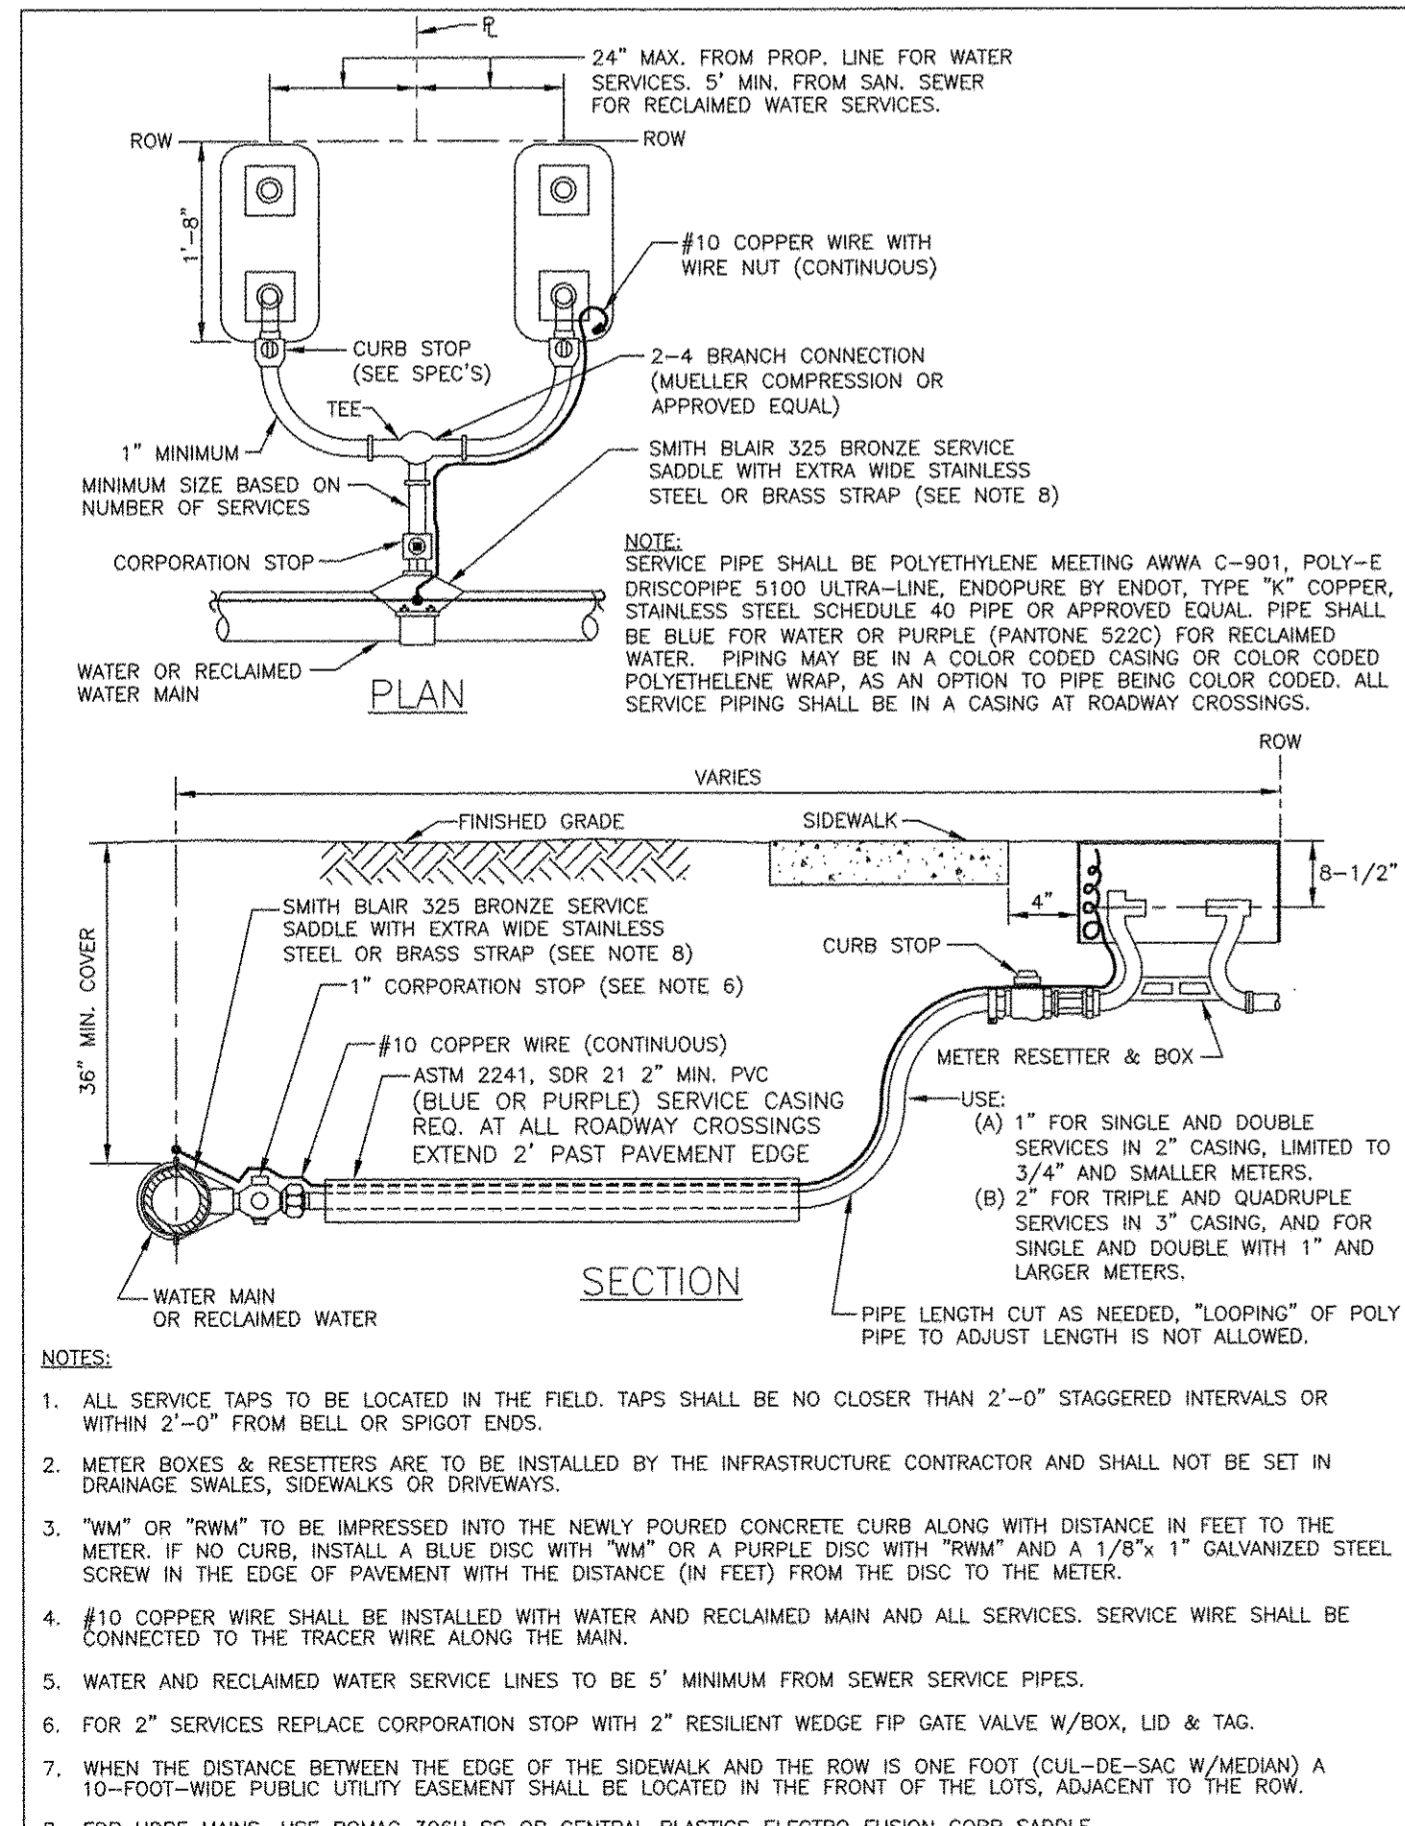 PL
24" MAX. FROM PROP. LINE FOR WATER
SERVICES. 5' MIN. FROM SAN. SEWER
FOR RECLAIMED WATER SERVICES.
ROW
ROW
1'-8"
#10 COPPER WIRE WITH
WIRE NUT (CONTINUOUS)
CURB STOP
(SEE SPEC'S)
2-4 BRANCH CONNECTION
(MUELLER COMPRESSION OR
APPROVED EQUAL)
TEE
1" MINIMUM
SMITH BLAIR 325 BRONZE SERVICE
SADDLE WITH EXTRA WIDE STAINLESS
STEEL OR BRASS STRAP (SEE NOTE 8)
MINIMUM SIZE BASED ON
NUMBER OF SERVICES
CORPORATION STOP
WATER OR RECLAIMED
WATER MAIN
PLAN
NOTE:
SERVICE PIPE SHALL BE POLYETHYLENE MEETING AWWA C-901, POLY-E
DRISCOPIPE 5100 ULTRA-LINE, ENDOPURE BY ENDOT, TYPE "K" COPPER,
STAINLESS STEEL SCHEDULE 40 PIPE OR APPROVED EQUAL. PIPE SHALL
BE BLUE FOR WATER OR PURPLE (PANTONE 522C) FOR RECLAIMED
WATER. PIPING MAY BE IN A COLOR CODED CASING OR COLOR CODED
POLYETHELENE WRAP, AS AN OPTION TO PIPE BEING COLOR CODED. ALL
SERVICE PIPING SHALL BE IN A CASING AT ROADWAY CROSSINGS.
ROW
VARIES
FINISHED GRADE
SIDEWALK
8-1/2"
4"
36" MIN. COVER
SMITH BLAIR 325 BRONZE SERVICE
SADDLE WITH EXTRA WIDE STAINLESS
STEEL OR BRASS STRAP (SEE NOTE 8)
1" CORPORATION STOP (SEE NOTE 6)
CURB STOP
#10 COPPER WIRE (CONTINUOUS)
ASTM 2241, SDR 21 2" MIN. PVC
(BLUE OR PURPLE) SERVICE CASING
REQ. AT ALL ROADWAY CROSSINGS
EXTEND 2' PAST PAVEMENT EDGE
METER RESETTER & BOX
USE:
(A) 1" FOR SINGLE AND DOUBLE
SERVICES IN 2" CASING, LIMITED TO
3/4" AND SMALLER METERS.
(B) 2" FOR TRIPLE AND QUADRUPLE
SERVICES IN 3" CASING, AND FOR
SINGLE AND DOUBLE WITH 1" AND
LARGER METERS.
WATER MAIN
OR RECLAIMED WATER
SECTION
PIPE LENGTH CUT AS NEEDED, "LOOPING" OF POLY
PIPE TO ADJUST LENGTH IS NOT ALLOWED.
NOTES:
1. ALL SERVICE TAPS TO BE LOCATED IN THE FIELD. TAPS SHALL BE NO CLOSER THAN 2'-0" STAGGERED INTERVALS OR
WITHIN 2'-0" FROM BELL OR SPIGOT ENDS.
2. METER BOXES & RESETTERS ARE TO BE INSTALLED BY THE INFRASTRUCTURE CONTRACTOR AND SHALL NOT BE SET IN
DRAINAGE SWALES, SIDEWALKS OR DRIVEWAYS.
3. "WM" OR "RWM" TO BE IMPRESSED INTO THE NEWLY POURED CONCRETE CURB ALONG WITH DISTANCE IN FEET TO THE
METER. IF NO CURB, INSTALL A BLUE DISC WITH "WM" OR A PURPLE DISC WITH "RWM" AND A 1/8"x 1" GALVANIZED STEEL
SCREW IN THE EDGE OF PAVEMENT WITH THE DISTANCE (IN FEET) FROM THE DISC TO THE METER.
4. #10 COPPER WIRE SHALL BE INSTALLED WITH WATER AND RECLAIMED MAIN AND ALL SERVICES. SERVICE WIRE SHALL BE
CONNECTED TO THE TRACER WIRE ALONG THE MAIN.
5. WATER AND RECLAIMED WATER SERVICE LINES TO BE 5' MINIMUM FROM SEWER SERVICE PIPES.
6. FOR 2" SERVICES REPLACE CORPORATION STOP WITH 2" RESILIENT WEDGE FIP GATE VALVE W/BOX, LID & TAG.
7. WHEN THE DISTANCE BETWEEN THE EDGE OF THE SIDEWALK AND THE ROW IS ONE FOOT (CUL-DE-SAC W/MEDIAN) A
10-FOOT-WIDE PUBLIC UTILITY EASEMENT SHALL BE LOCATED IN THE FRONT OF THE LOTS, ADJACENT TO THE ROW.
MAINS, USE ROMAC OR CENTRAL PLASTICS ELECTRO FUSION CORP SADDLE